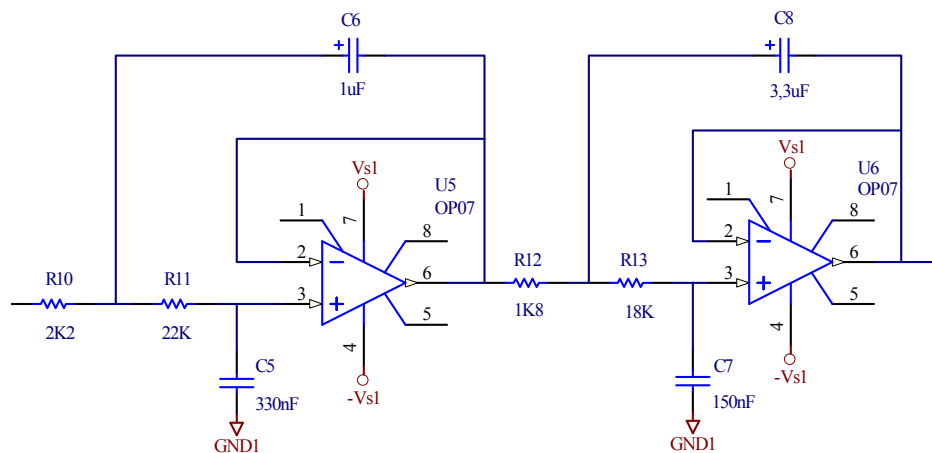 C6
+
1uF
C8
+
3,3uF
Vs1
U5
OP07
1
7
8
2
-
6
3
+
5
4
-Vs1
R10
2K2
R11
22K
C5
330nF
GND1
R12
1K8
R13
18K
Vs1
U6
OP07
1
7
8
2
-
6
3
+
5
4
-Vs1
C7
150nF
GND1